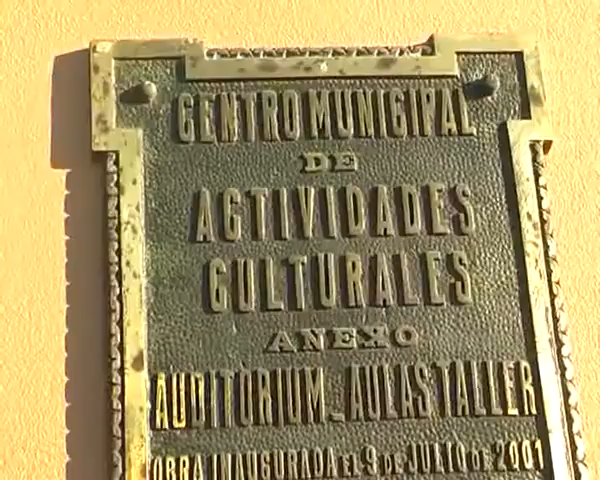 CENTRO MUNICIPAL
DE
ACTIVIDADES
CULTURALES
ANEXO
AUDITORIUM_AULAS TALLER
OBRA INAUGURADA EL 9 DE JULIO DE 2001